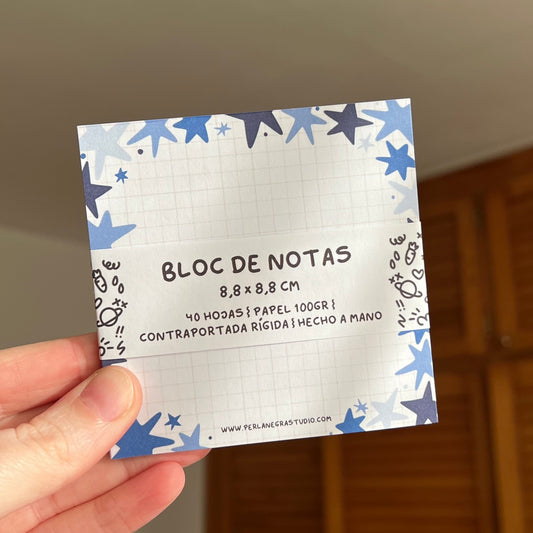 BLOC DE NOTAS
8,8 x 8,8 CM
40 HOJAS { PAPEL 100GR {
CONTRAPORTADA RÍGIDA { HECHO A MANO
WWW.PERLANEGRASTUDIO.COM